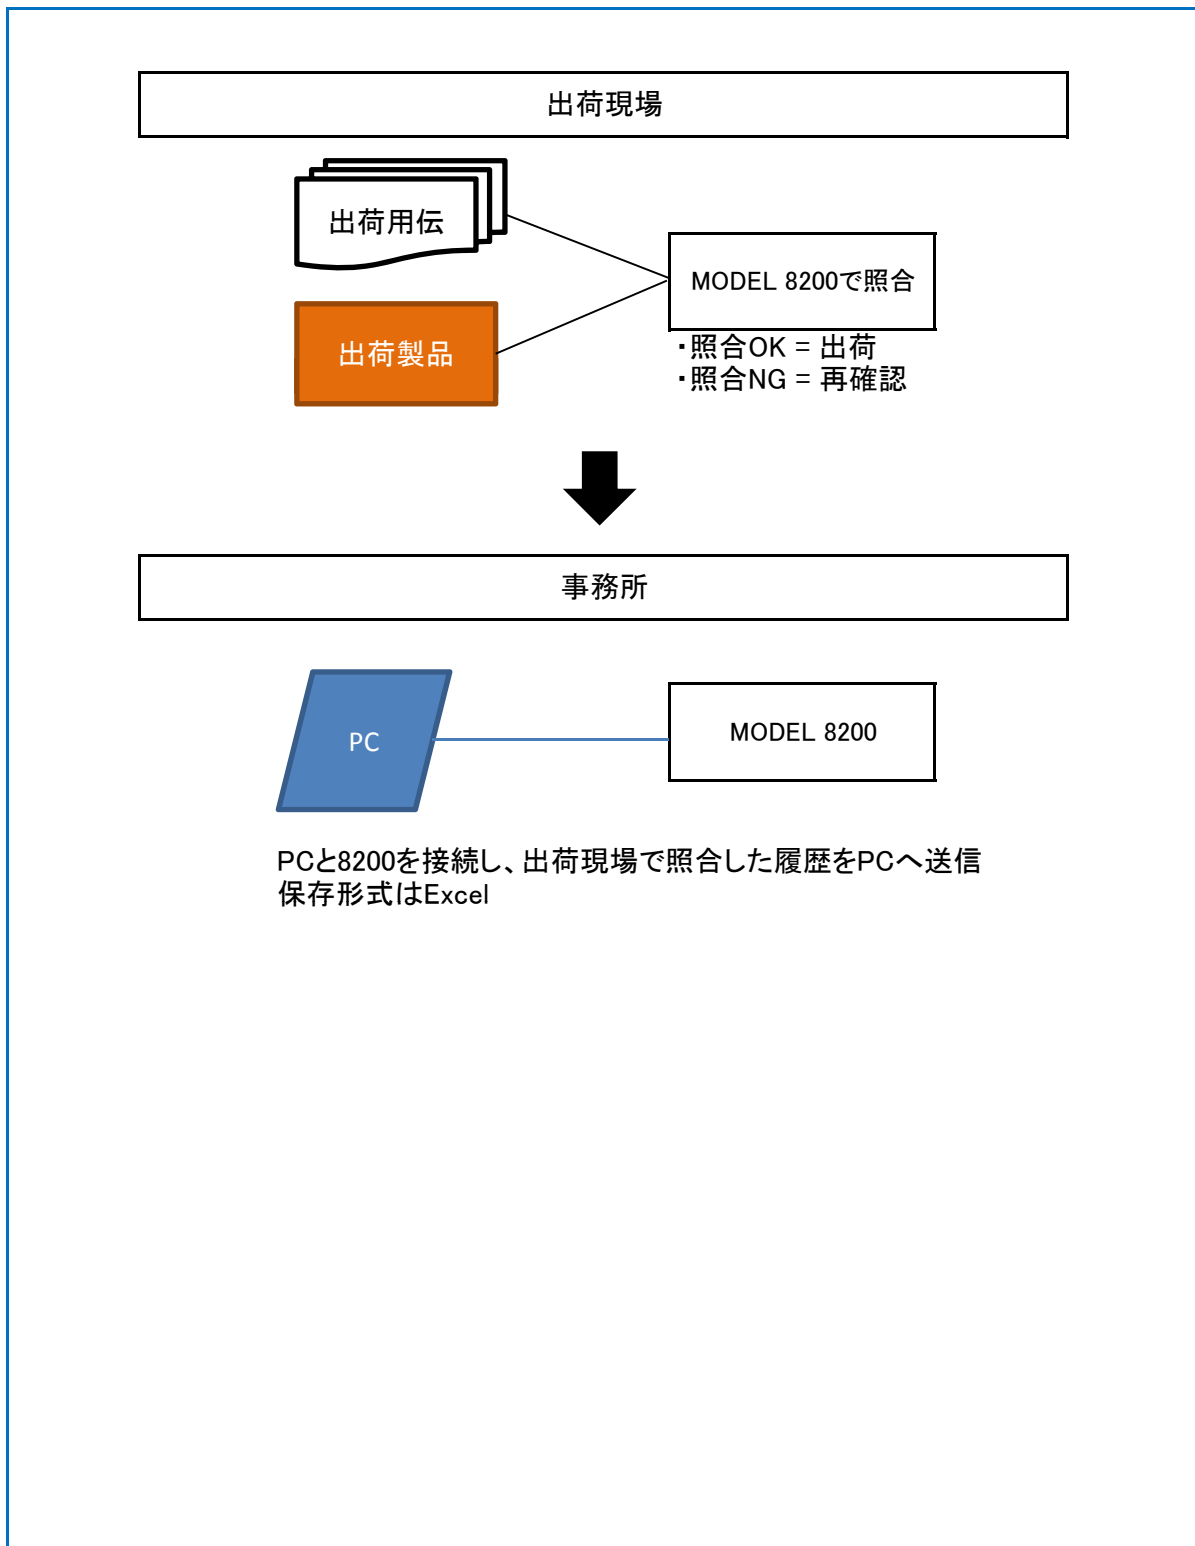 出荷現場
出荷用伝
出荷製品
MODEL 8200で照合
・照合OK = 出荷
・照合NG = 再確認
事務所
PC
MODEL 8200
PCと8200を接続し、出荷現場で照合した履歴をPCへ送信
保存形式はExcel